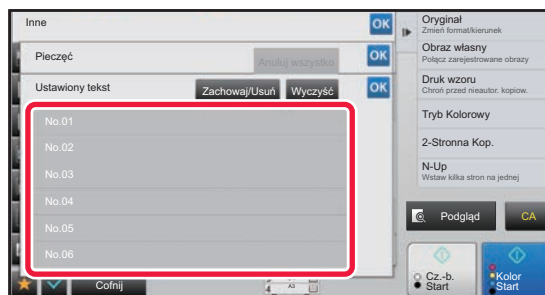 Inne
OK
Pieczęć
Anuluj wszystko
OK
Ustawiony tekst
Zachowaj/Usuń
Wyczyść
OK
No.01
No.02
No.03
No.04
No.05
No.06
Cofnij
4
A3
Oryginał
Zmień format/kierunek
Obraz własny
Połącz zarejestrowane obrazy
Druk wzoru
Chroń przed nieautor. kopiow.
Tryb Kolorowy
2-Stronna Kop.
N-Up
Wstaw kilka stron na jednej
Podgląd
CA
Cz.-b.
Start
Kolor
Start